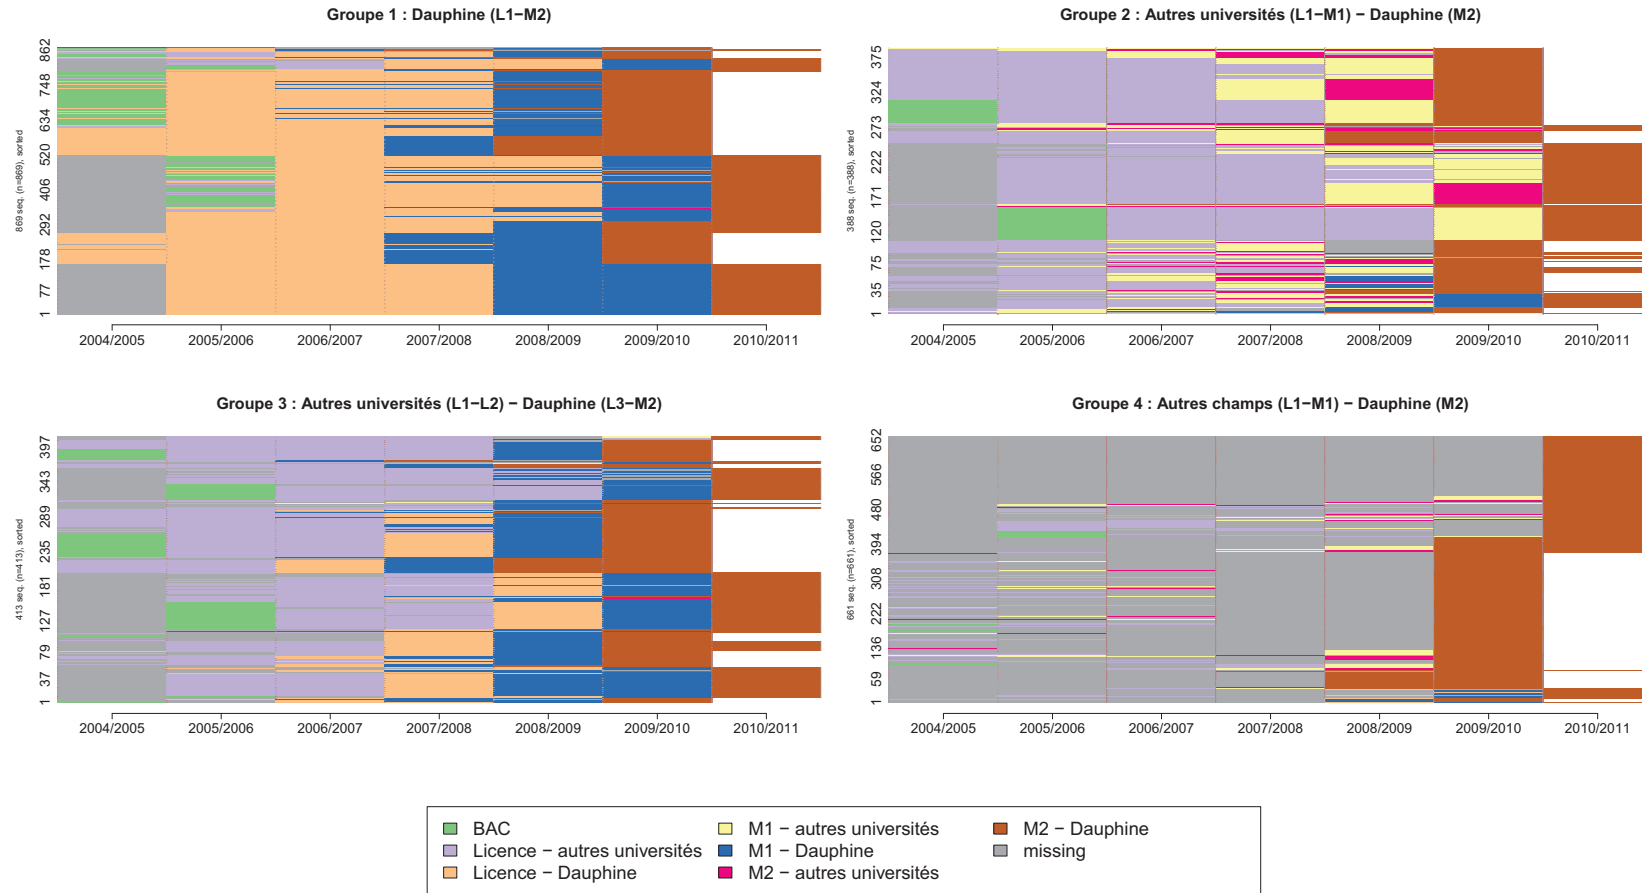 Groupe 1 : Dauphine (L1−M2)
869 seq. (n=869), sorted
862
748
634
520
406
292
178
77
1
2004/2005 2005/2006 2006/2007 2007/2008 2008/2009 2009/2010 2010/2011
Groupe 2 : Autres universités (L1−M1) − Dauphine (M2)
388 seq. (n=388), sorted
375
324
273
222
171
120
75
35
1
2004/2005 2005/2006 2006/2007 2007/2008 2008/2009 2009/2010 2010/2011
Groupe 3 : Autres universités (L1−L2) − Dauphine (L3−M2)
413 seq. (n=413), sorted
397
343
289
235
181
127
79
37
1
2004/2005 2005/2006 2006/2007 2007/2008 2008/2009 2009/2010 2010/2011
Groupe 4 : Autres champs (L1−M1) − Dauphine (M2)
661 seq. (n=661), sorted
652
566
480
394
308
222
136
59
1
2004/2005 2005/2006 2006/2007 2007/2008 2008/2009 2009/2010 2010/2011
BAC
Licence − autres universités
Licence − Dauphine
M1 − autres universités
M1 − Dauphine
M2 − autres universités
M2 − Dauphine
missing